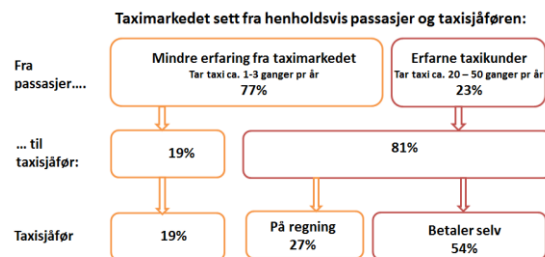 Taximarkedet sett fra henholdsvis passasjer og taxisjåføren:
Fra
passasjer....
Mindre erfaring fra taximarkedet
Tar taxi ca. 1-3 ganger pr år
77%
Erfarne taxikunder
Tar taxi ca. 20 – 50 ganger pr år
23%
... til
taxisjåfør:
19%
81%
Taxisjåfør
19%
På regning
27%
Betaler selv
54%